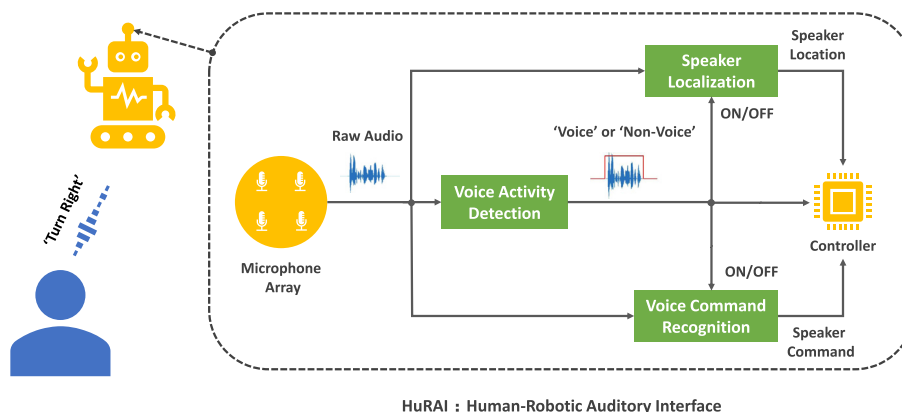 Speaker
Location
Speaker
Localization
ON/OFF
Raw Audio
‘Voice’ or ‘Non-Voice’
‘Turn Right’
Voice Activity
Detection
Controller
Microphone
Array
ON/OFF
Voice Command
Recognition
Speaker
Command
HuRAI : Human-Robotic Auditory Interface